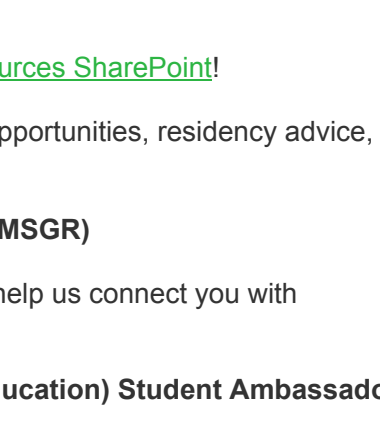 urces SharePoint!
pportunities, residency advice,
MSGR)
help us connect you with
ucation) Student Ambassado